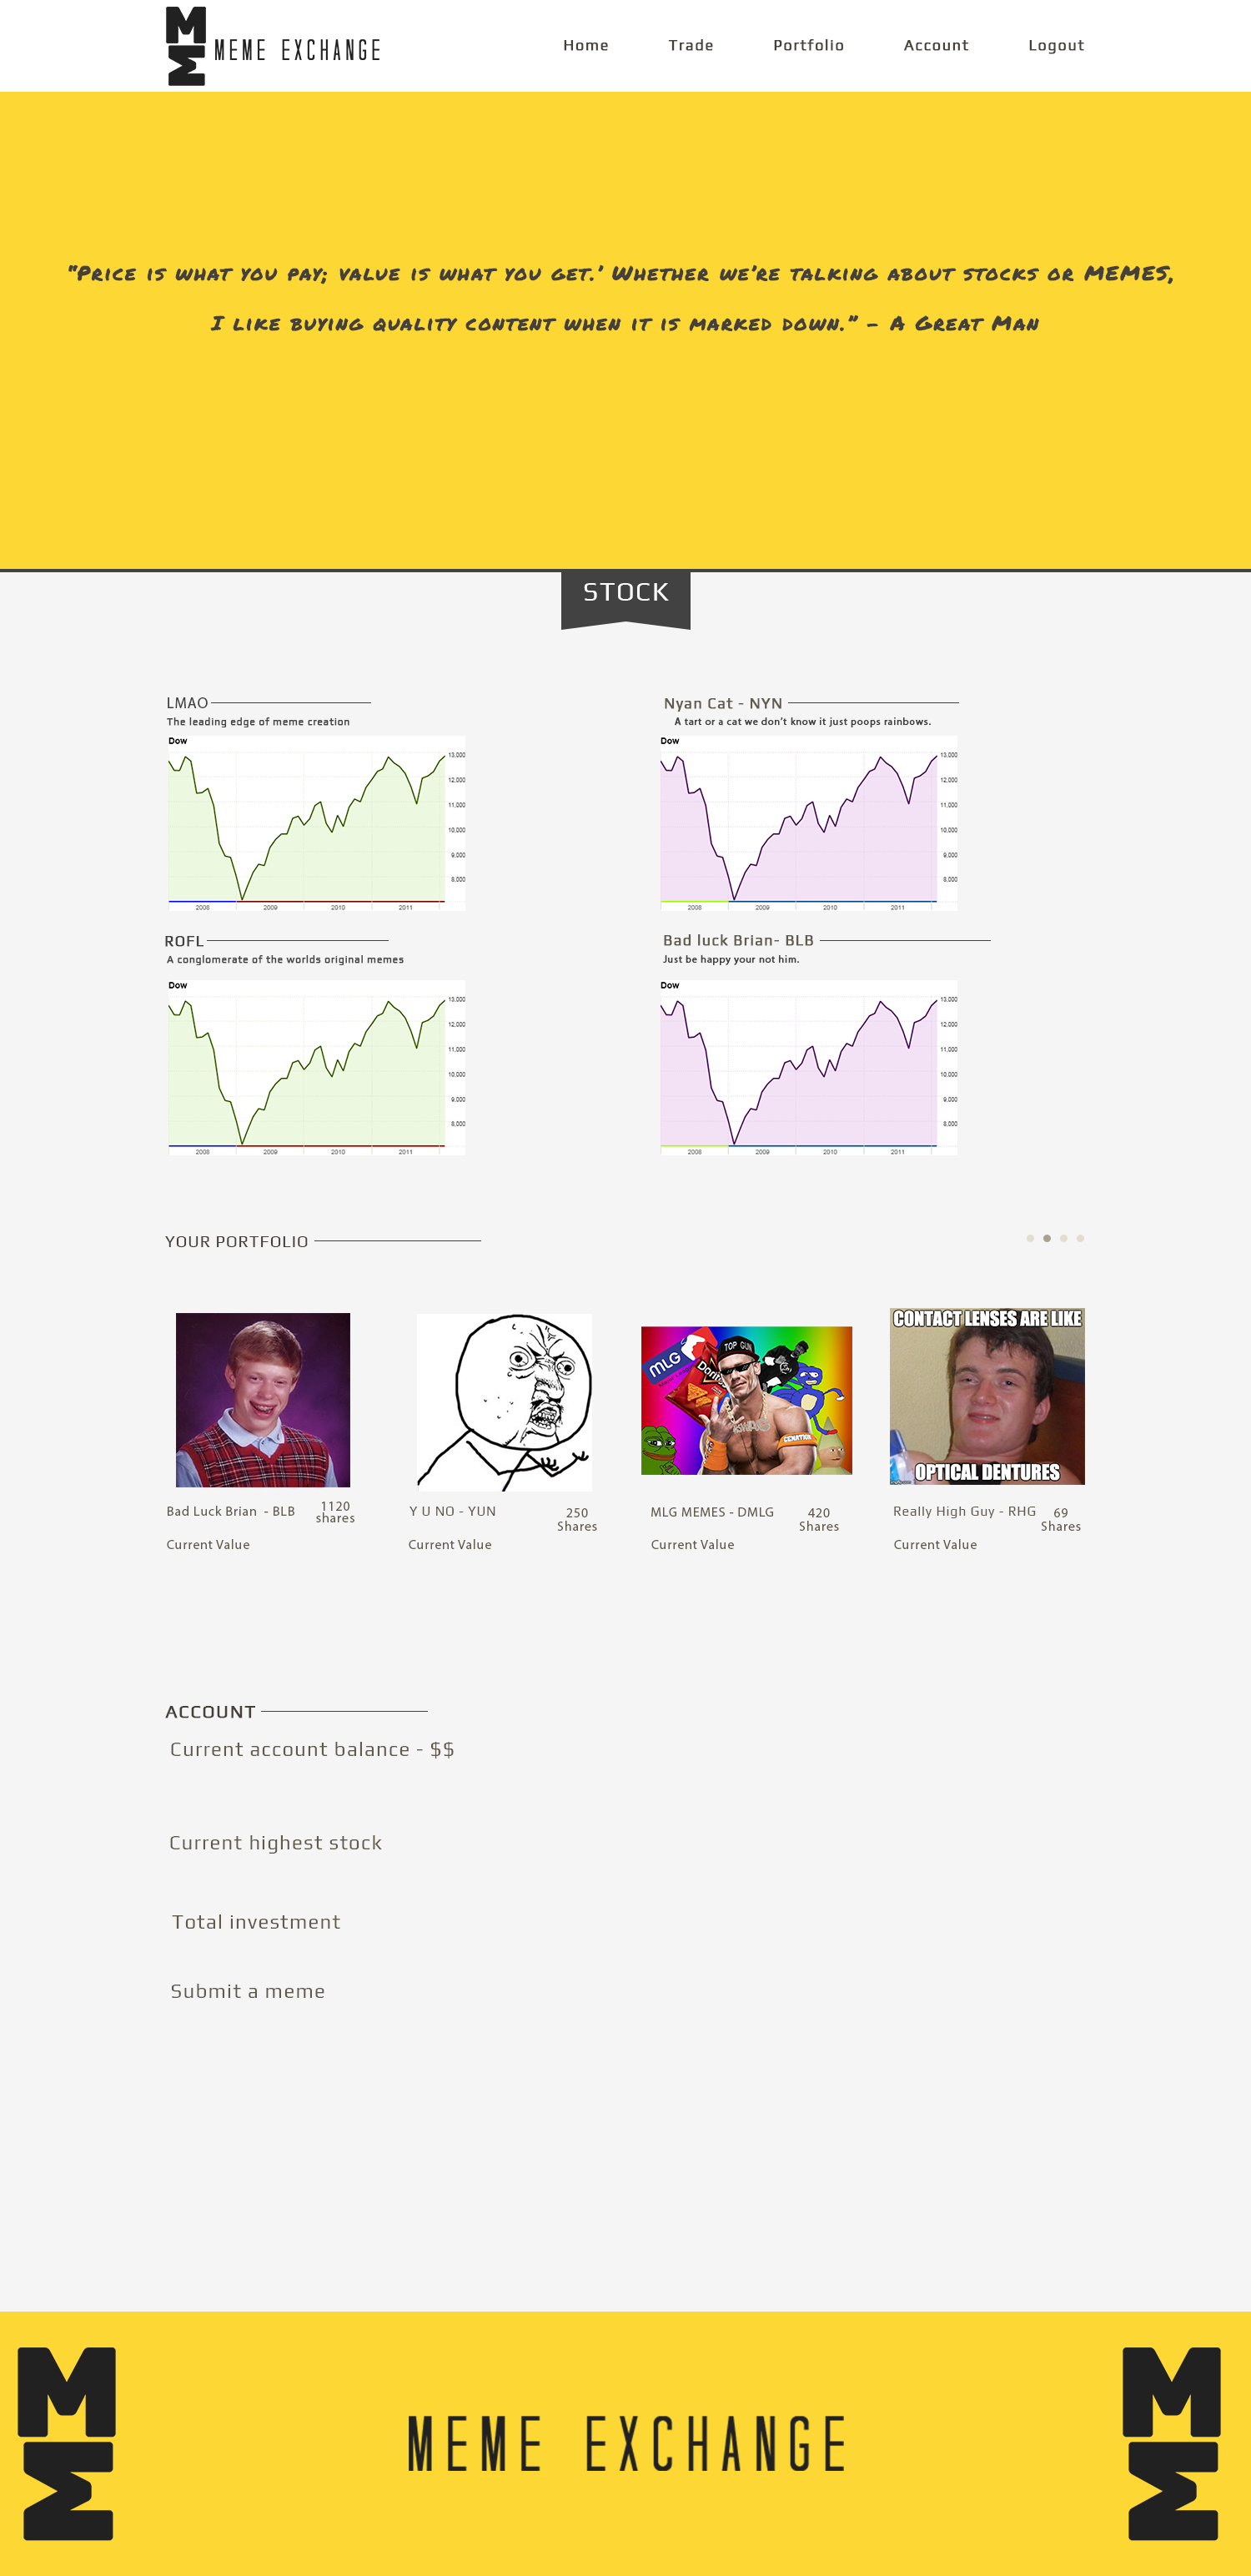 ME
MEME EXCHANGE
Home Trade Portfolio Account Logout
"Price is what you pay; value is what you get.' Whether we're talking about stocks or MEMES,
I like buying quality content when it is marked down." - A Great Man
STOCK
LMAO
The leading edge of meme creation
Dow
13,000
12,000
11,000
10,000
9,000
8,000
2008 2009 2010 2011
Nyan Cat - NYN
A tart or a cat we don't know it just poops rainbows.
Dow
13,000
12,000
11,000
10,000
9,000
8,000
2008 2009 2010 2011
ROFL
A conglomerate of the worlds original memes
Dow
13,000
12,000
11,000
10,000
9,000
8,000
2008 2009 2010 2011
Bad luck Brian- BLB
Just be happy your not him.
Dow
13,000
12,000
11,000
10,000
9,000
8,000
2008 2009 2010 2011
YOUR PORTFOLIO
MLG
Doritos
TOP GUN
SWAG
CENATION
CONTACT LENSES ARE LIKE
OPTICAL DENTURES
Bad Luck Brian - BLB
1120
shares
Current Value
Y U NO - YUN
250
Shares
Current Value
MLG MEMES - DMLG
420
Shares
Current Value
Really High Guy - RHG
69
Shares
Current Value
ACCOUNT
Current account balance - $$
Current highest stock
Total investment
Submit a meme
ME
MEME EXCHANGE
ME